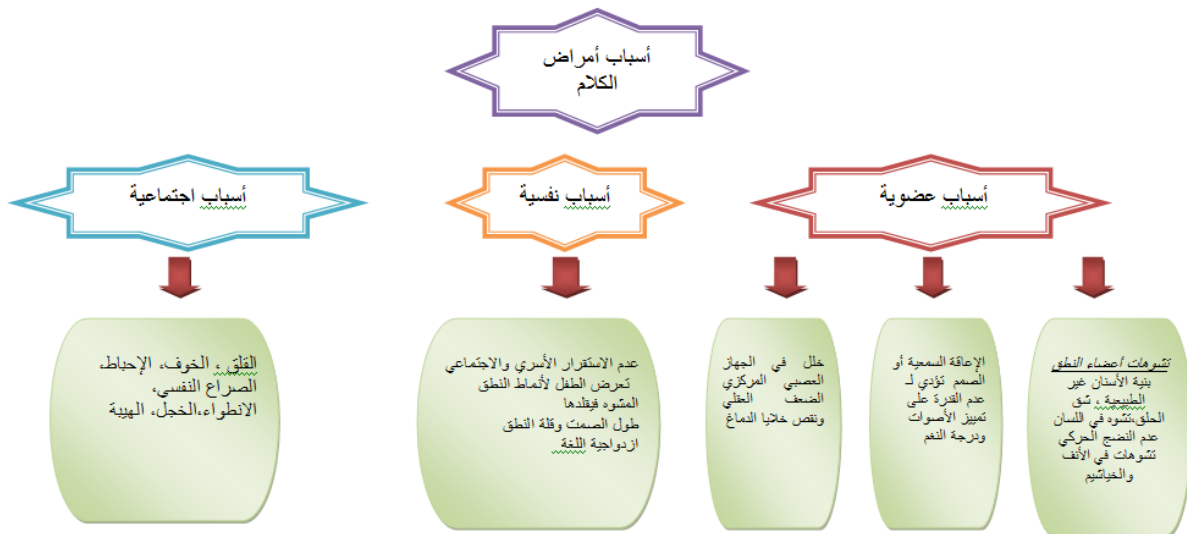 أسباب أمراض
الكلام
أسباب عضوية
أسباب نفسية
أسباب اجتماعية
تشوهات أعضاء النطق
بنية الأسنان غير
الطبيعية ، شق
الحلق،تشوه في اللسان
عدم النضج الحركي
تشوهات في الأنف
والخياشيم
الإعاقة السمعية أو
الصمم تؤدي لـ
عدم القدرة على
تمييز الأصوات
ودرجة النغم
خلل في الجهاز
العصبي المركزي
الضعف العقلي
ونقص خلايا الدماغ
عدم الاستقرار الأسري والاجتماعي
تعرض الطفل لأنماط النطق
المشوه فيقلدها
طول الصمت وقلة النطق
ازدواجية اللغة
القلق ، الخوف، الإحباط،
الصراع النفسي،
الانطواء،الخجل، الهيبة